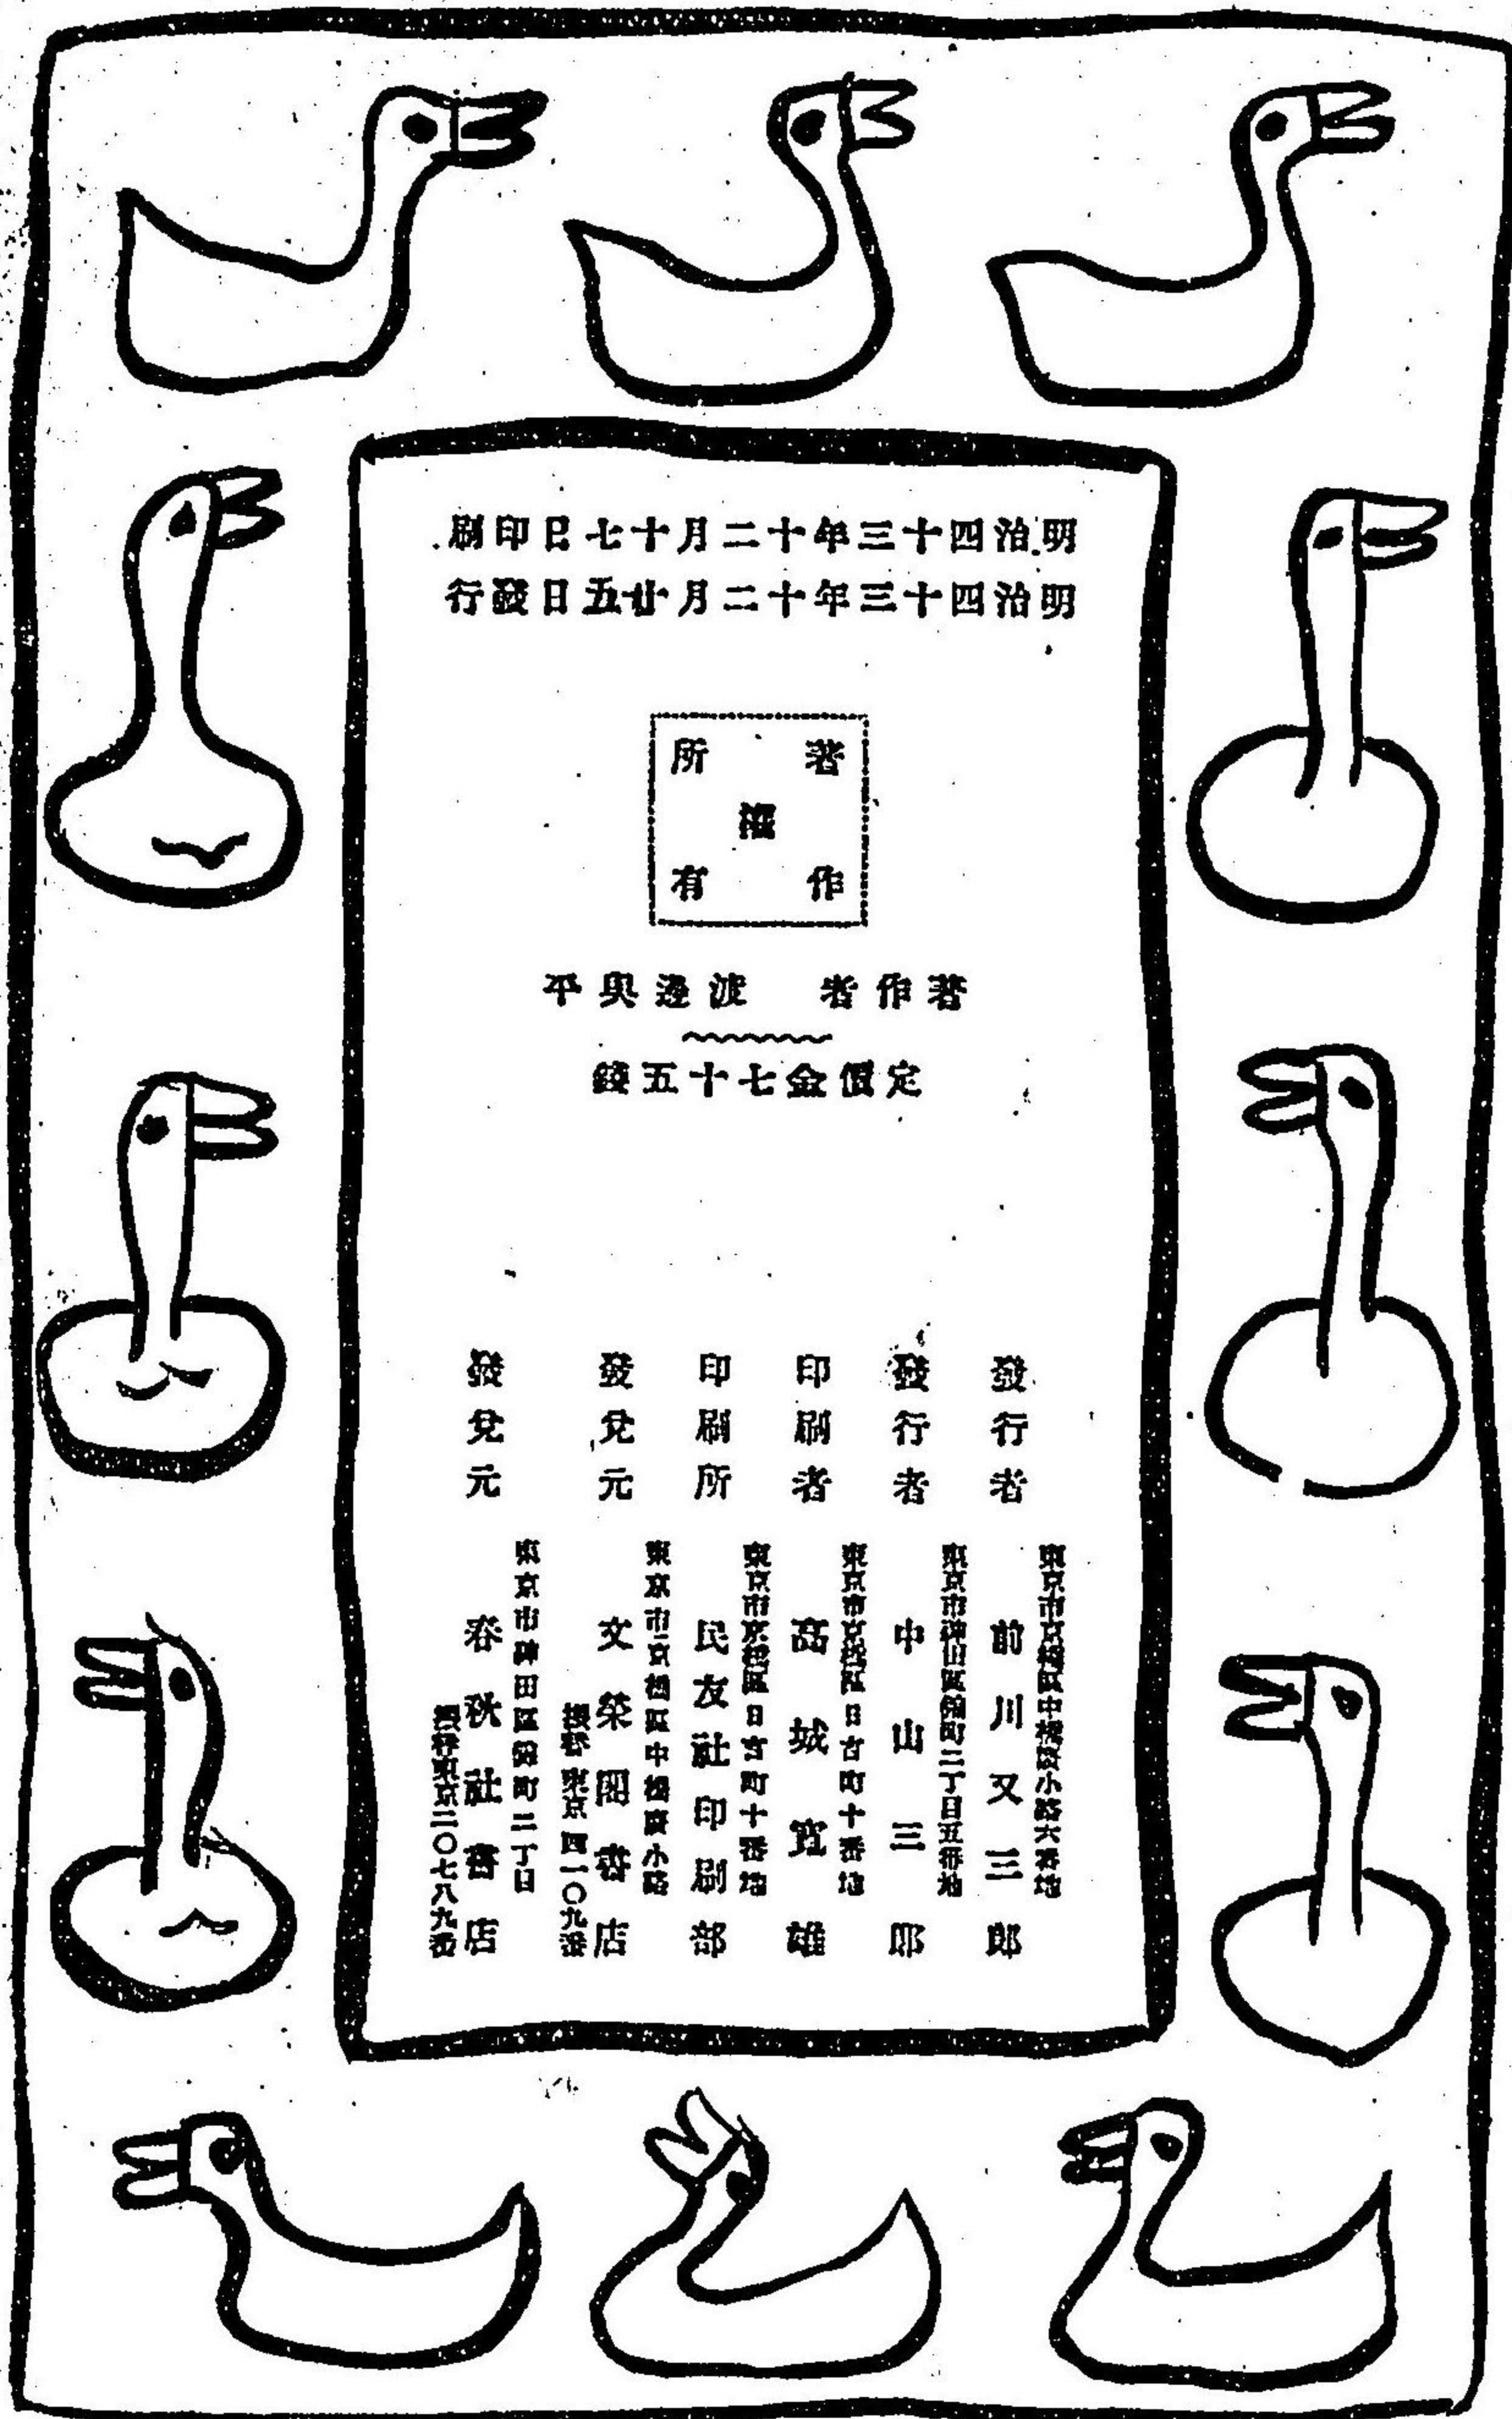 明治四十三年十二月十七日印刷
明治四十三年十二月廿五日發行
著作
權
所有
著作者 渡邊與平
定價金七十五錢
東京市京橋區中橋廣小路六番地
發行者 前川又三郎
東京市神田區錦町二丁目五番地
發行者 中山三郎
東京市京橋區日吉町十番地
印刷者 高城寬雄
東京市京橋區日吉町十番地
印刷所 民友社印刷部
東京市京橋區中橋廣小路
發兌元 文榮閣書店
振替東京四一〇九番
東京市神田區錦町二丁目
發兌元 春秋社書店
振替東京二〇七八九番